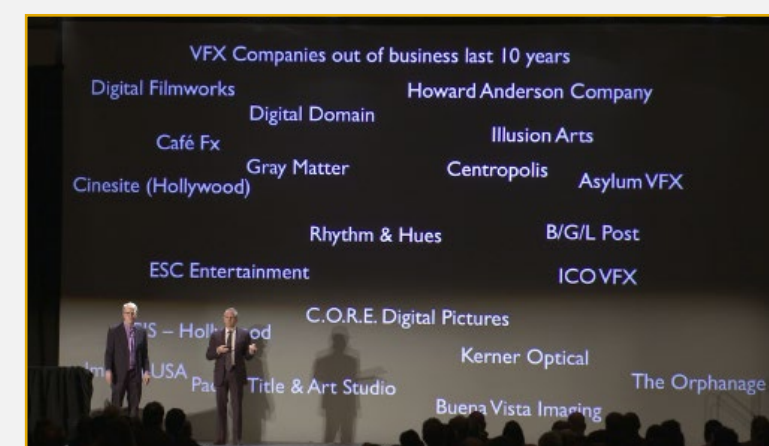 VFX Companies out of business last 10 years
Digital Filmworks
Howard Anderson Company
Digital Domain
Illusion Arts
Café Fx
Gray Matter
Centropolis
Asylum VFX
Cinesite (Hollywood)
Rhythm & Hues
B/G/L Post
ESC Entertainment
ICO VFX
C.O.R.E. Digital Pictures
Kerner Optical
USA
Title & Art Studio
The Orphanage
Buena Vista Imaging